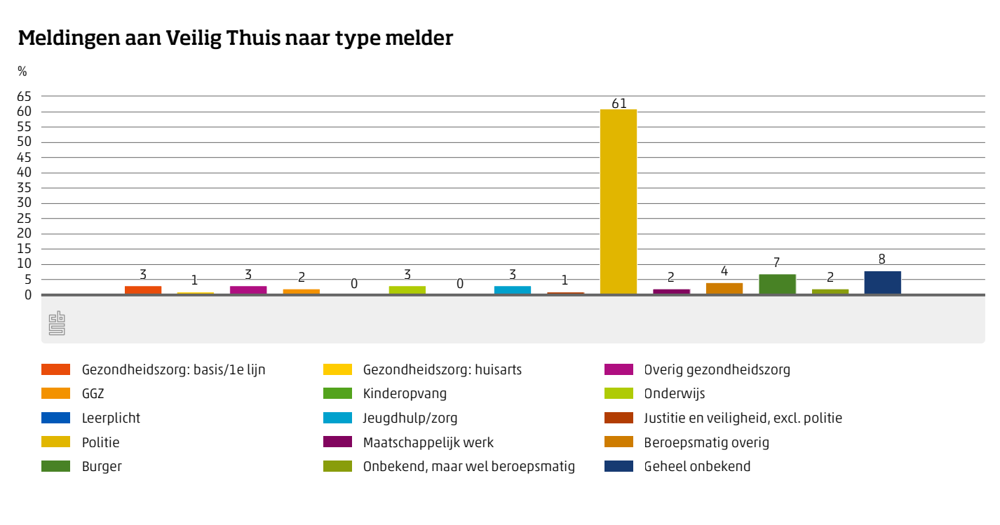 Meldingen aan Veilig Thuis naar type melder
%
65
60
55
50
45
40
35
30
25
20
15
10
5
0
3
1
3
2
0
3
0
3
1
61
2
4
7
2
8
cbs
Gezondheidszorg: basis/1e lijn
Gezondheidszorg: huisarts
Overig gezondheidszorg
GGZ
Kinderopvang
Onderwijs
Leerplicht
Jeugdhulp/zorg
Justitie en veiligheid, excl. politie
Politie
Maatschappelijk werk
Beroepsmatig overig
Burger
Onbekend, maar wel beroepsmatig
Geheel onbekend